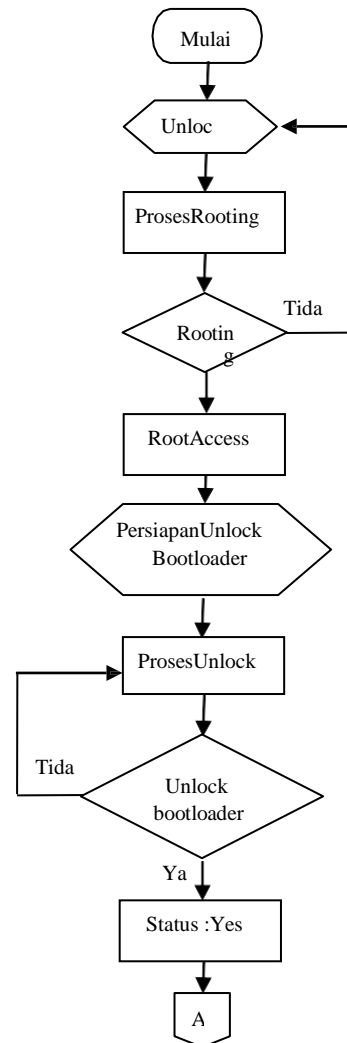 Mulai
Unloc
ProsesRooting
Tida
Rootin
g
RootAccess
PersiapanUnlock
Bootloader
ProsesUnlock
Tida
Unlock
bootloader
Ya
Status :Yes
A